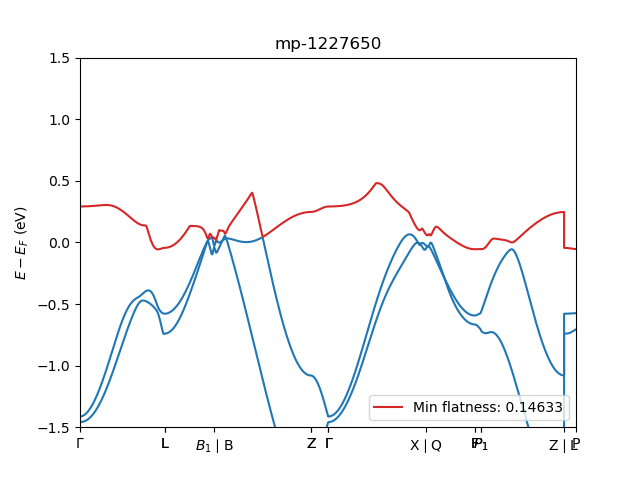 mp-1227650
E − E_F (eV)
1.5
1.0
0.5
0.0
−0.5
−1.0
−1.5
Min flatness: 0.14633
Γ L B₁ | B Z Γ X | Q P₁ Z | L P